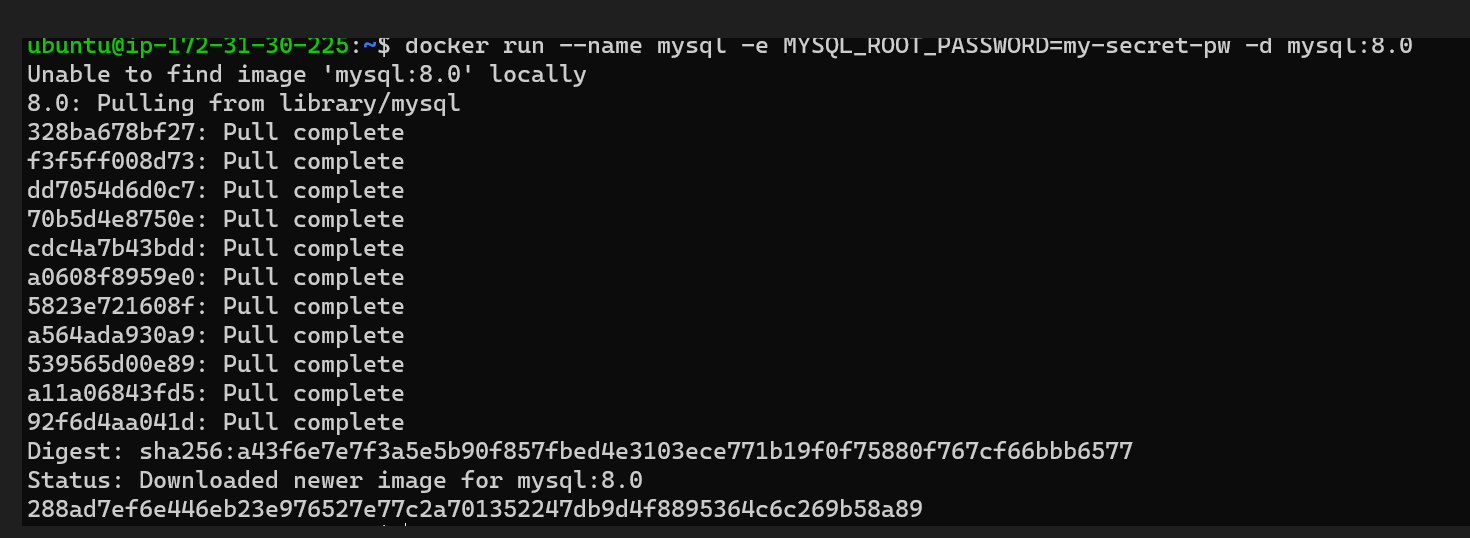 ubuntu@ip-172-31-30-225:~$ docker run --name mysql -e MYSQL_ROOT_PASSWORD=my-secret-pw -d mysql:8.0
Unable to find image 'mysql:8.0' locally
8.0: Pulling from library/mysql
328ba678bf27: Pull complete
f3f5ff008d73: Pull complete
dd7054d6d0c7: Pull complete
70b5d4e8750e: Pull complete
cdc4a7b43bdd: Pull complete
a0608f8959e0: Pull complete
5823e721608f: Pull complete
a564ada930a9: Pull complete
539565d00e89: Pull complete
a11a06843fd5: Pull complete
92f6d4aa041d: Pull complete
Digest: sha256:a43f6e7e7f3a5e5b90f857fbed4e3103ece771b19f0f75880f767cf66bbb6577
Status: Downloaded newer image for mysql:8.0
288ad7ef6e446eb23e976527e77c2a701352247db9d4f8895364c6c269b58a89